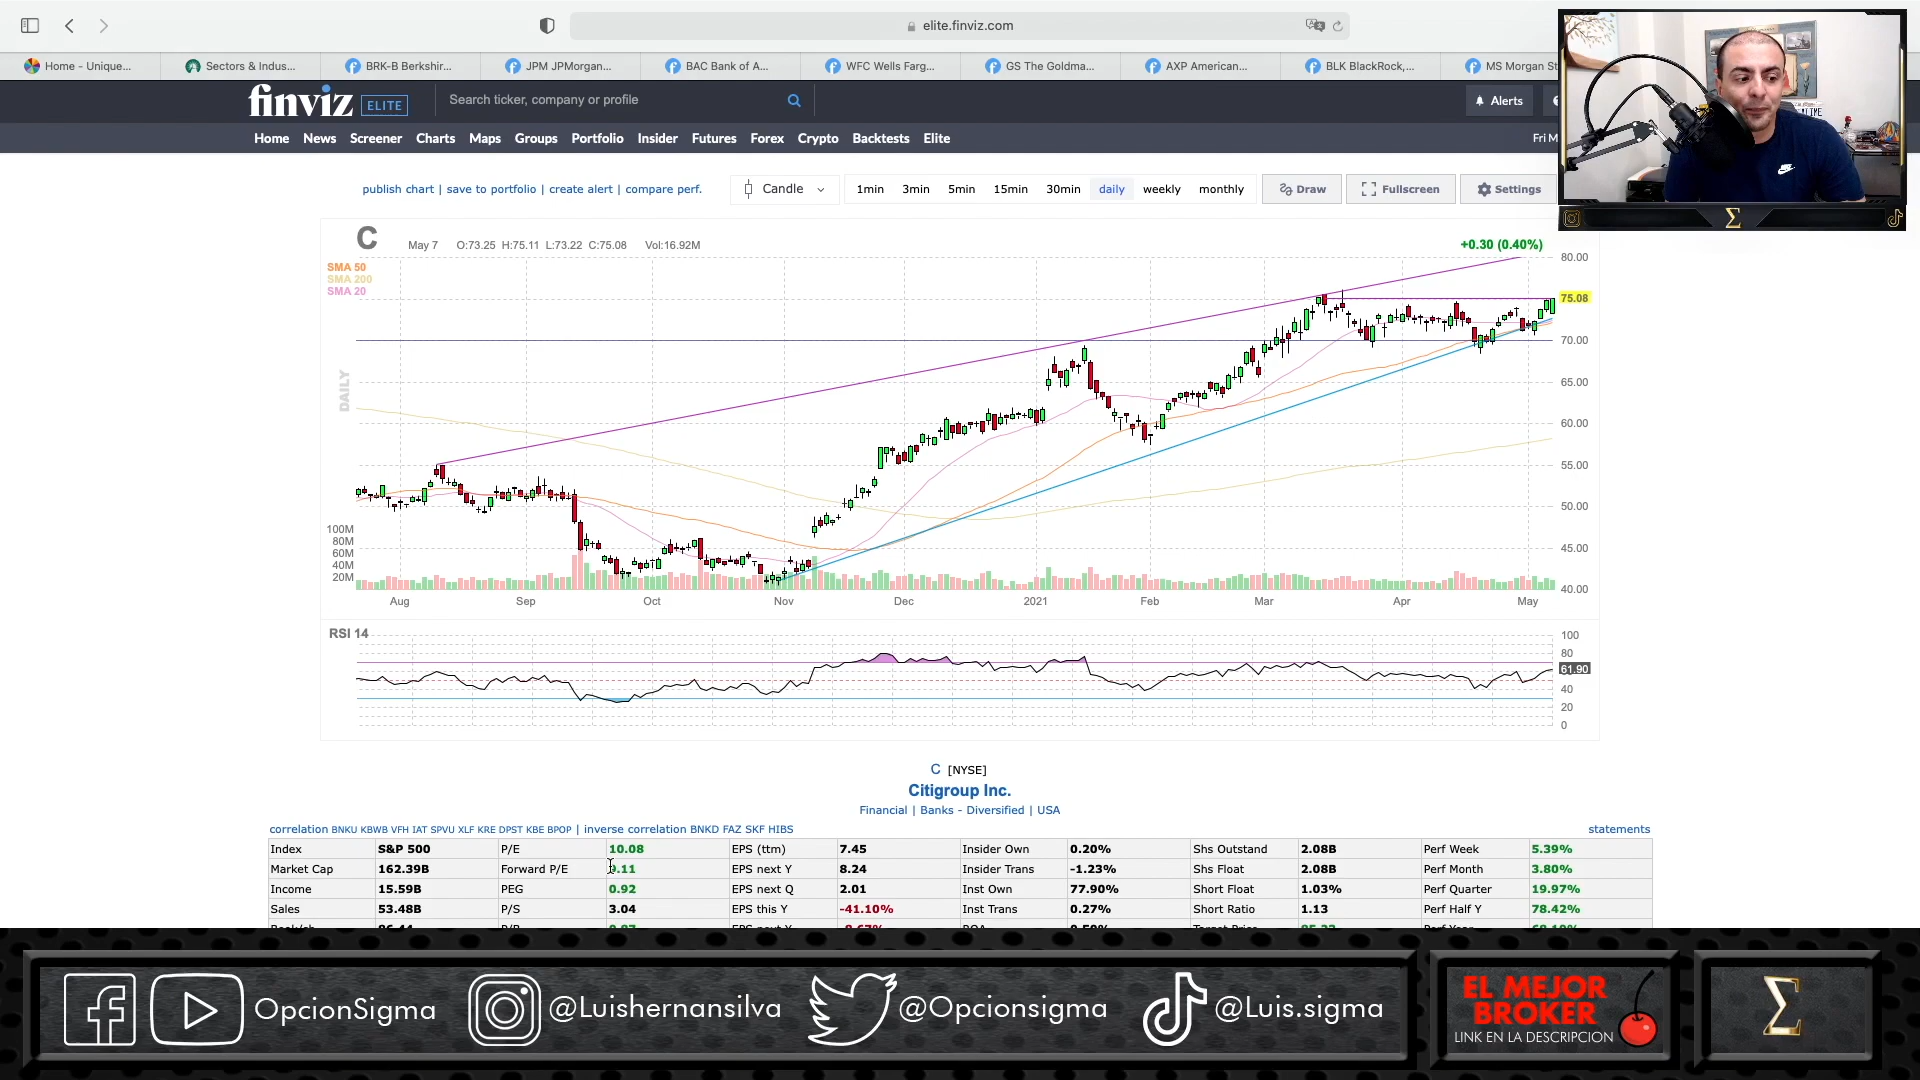 elite.finviz.com
Home - Unique...
Sectors & Indus...
BRK-B Berkshir...
JPM JPMorgan...
BAC Bank of A...
WFC Wells Farg...
GS The Goldma...
AXP American...
BLK BlackRock,...
MS Morgan St
finviz ELITE
Search ticker, company or profile
Alerts
Home News Screener Charts Maps Groups Portfolio Insider Futures Forex Crypto Backtests Elite
Fri M
publish chart | save to portfolio | create alert | compare perf.
Candle
1min 3min 5min 15min 30min daily weekly monthly
Draw
Fullscreen
Settings
C May 7 O:73.25 H:75.11 L:73.22 C:75.08 Vol:16.92M
+0.30 (0.40%)
SMA 50
SMA 200
SMA 20
DAILY
80.00
75.08
70.00
65.00
60.00
55.00
50.00
45.00
40.00
100M
80M
60M
40M
20M
Aug Sep Oct Nov Dec 2021 Feb Mar Apr May
RSI 14
100
80
61.90
40
20
0
C [NYSE]
Citigroup Inc.
Financial | Banks - Diversified | USA
correlation BNKU KBWB VFH IAT SPVU XLF KRE DPST KBE BPOP | inverse correlation BNKD FAZ SKF HIBS
statements
Index S&P 500 P/E 10.08 EPS (ttm) 7.45 Insider Own 0.20% Shs Outstand 2.08B Perf Week 5.39%
Market Cap 162.39B Forward P/E .11 EPS next Y 8.24 Insider Trans -1.23% Shs Float 2.08B Perf Month 3.80%
Income 15.59B PEG 0.92 EPS next Q 2.01 Inst Own 77.90% Short Float 1.03% Perf Quarter 19.97%
Sales 53.48B P/S 3.04 EPS this Y -41.10% Inst Trans 0.27% Short Ratio 1.13 Perf Half Y 78.42%
OpcionSigma
@Luishernansilva
@Opcionsigma
@Luis.sigma
EL MEJOR
BROKER
LINK EN LA DESCRIPCION
Σ